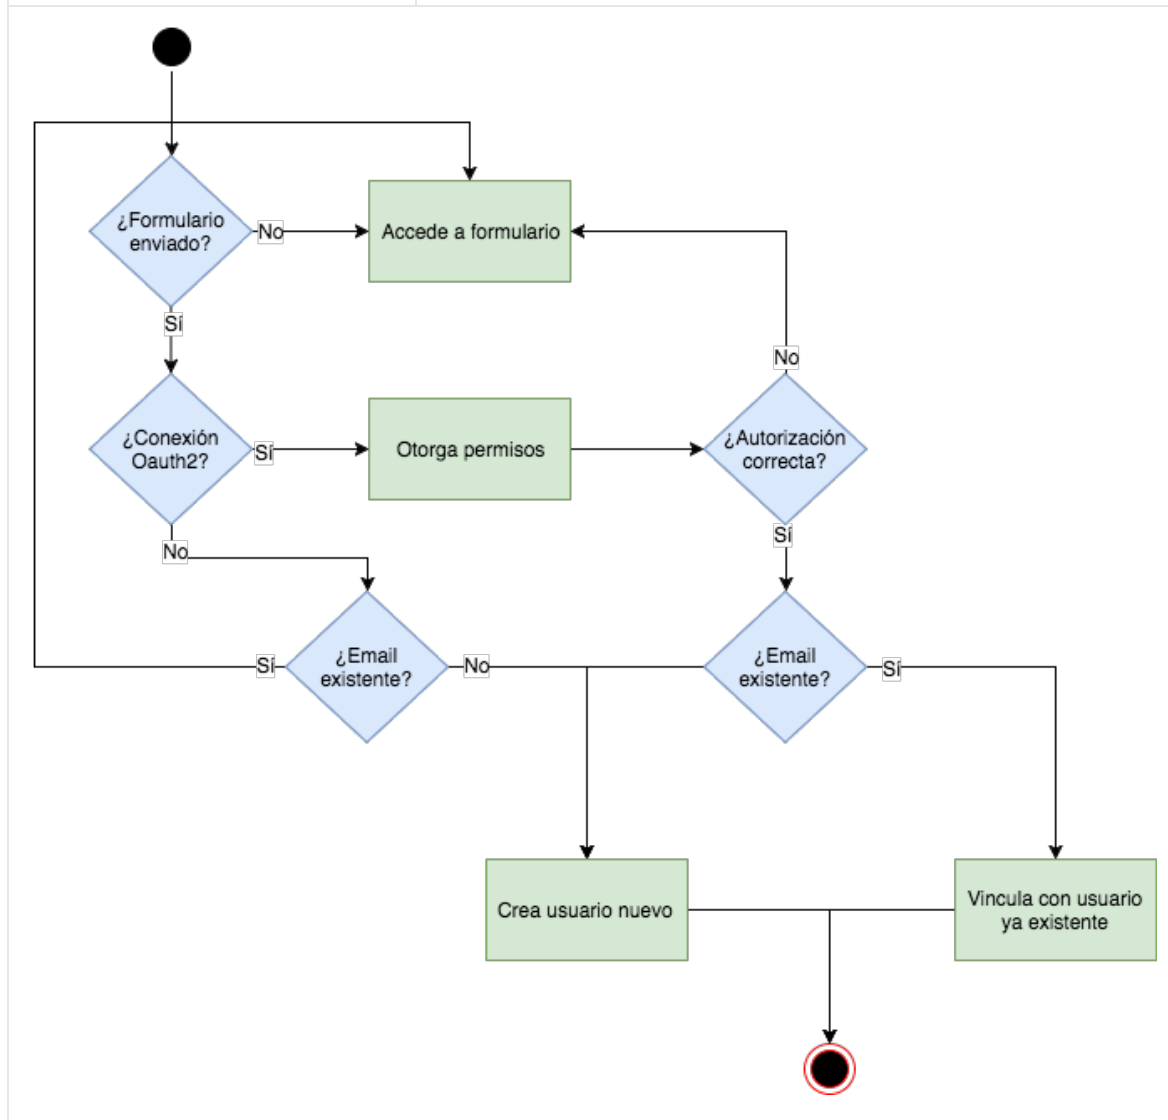 ¿Formulario
enviado?
No
Accede a formulario
Sí
No
¿Conexión
Oauth2?
Sí
Otorga permisos
¿Autorización
correcta?
No
Sí
¿Email
existente?
Sí
No
¿Email
existente?
Sí
Crea usuario nuevo
Vincula con usuario
ya existente